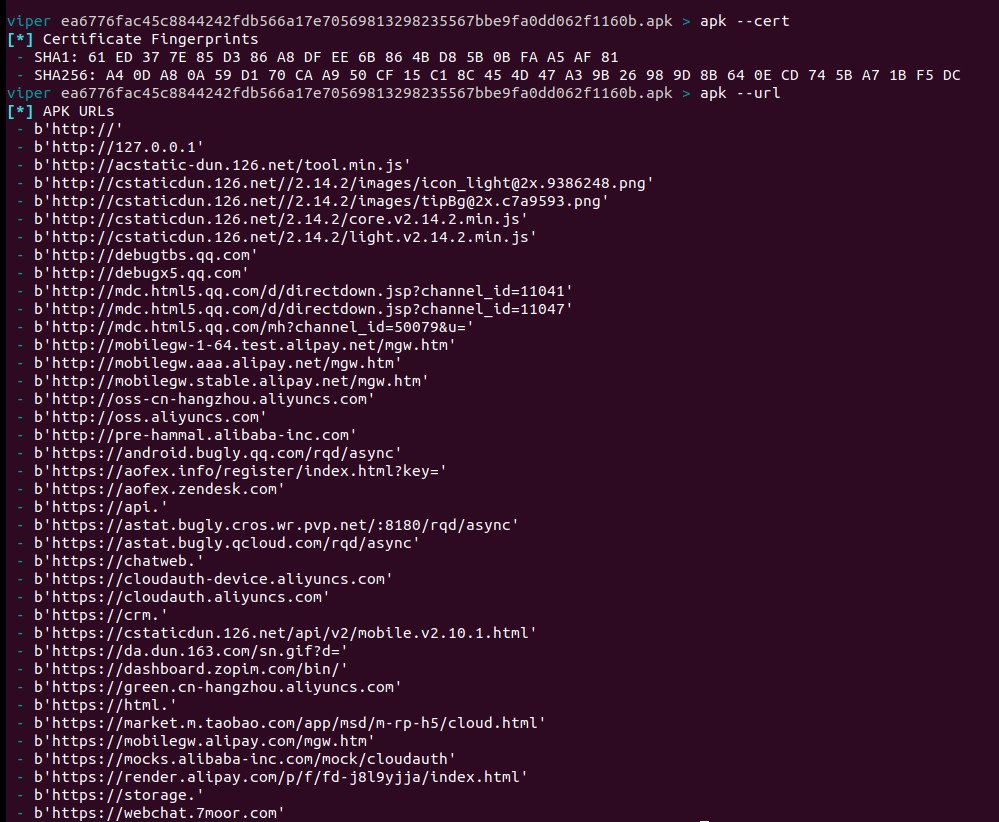 viper ea6776fac45c8844242fdb566a17e70569813298235567bbe9fa0dd062f1160b.apk > apk --cert
[*] Certificate Fingerprints
- SHA1: 61 ED 37 7E 85 D3 86 A8 DF EE 6B 86 4B D8 5B 0B FA A5 AF 81
- SHA256: A4 0D A8 0A 59 D1 70 CA A9 50 CF 15 C1 8C 45 4D 47 A3 9B 26 98 9D 8B 64 0E CD 74 5B A7 1B F5 DC
viper ea6776fac45c8844242fdb566a17e70569813298235567bbe9fa0dd062f1160b.apk > apk --url
[*] APK URLs
- b'http://'
- b'http://127.0.0.1'
- b'http://acstatic-dun.126.net/tool.min.js'
- b'http://cstaticdun.126.net//2.14.2/images/icon_light@2x.9386248.png'
- b'http://cstaticdun.126.net//2.14.2/images/tipBg@2x.c7a9593.png'
- b'http://cstaticdun.126.net/2.14.2/core.v2.14.2.min.js'
- b'http://cstaticdun.126.net/2.14.2/light.v2.14.2.min.js'
- b'http://debugtbs.qq.com'
- b'http://debugx5.qq.com'
- b'http://mdc.html5.qq.com/d/directdown.jsp?channel_id=11041'
- b'http://mdc.html5.qq.com/d/directdown.jsp?channel_id=11047'
- b'http://mdc.html5.qq.com/mh?channel_id=50079&u='
- b'http://mobilegw-1-64.test.alipay.net/mgw.htm'
- b'http://mobilegw.aaa.alipay.net/mgw.htm'
- b'http://mobilegw.stable.alipay.net/mgw.htm'
- b'http://oss-cn-hangzhou.aliyuncs.com'
- b'http://oss.aliyuncs.com'
- b'http://pre-hammal.alibaba-inc.com'
- b'https://android.bugly.qq.com/rqd/async'
- b'https://aofex.info/register/index.html?key='
- b'https://aofex.zendesk.com'
- b'https://api.'
- b'https://astat.bugly.cros.wr.pvp.net/:8180/rqd/async'
- b'https://astat.bugly.qcloud.com/rqd/async'
- b'https://chatweb.'
- b'https://cloudauth-device.aliyuncs.com'
- b'https://cloudauth.aliyuncs.com'
- b'https://crm.'
- b'https://cstaticdun.126.net/api/v2/mobile.v2.10.1.html'
- b'https://da.dun.163.com/sn.gif?d='
- b'https://dashboard.zopim.com/bin/'
- b'https://green.cn-hangzhou.aliyuncs.com'
- b'https://html.'
- b'https://market.m.taobao.com/app/msd/m-rp-h5/cloud.html'
- b'https://mobilegw.alipay.com/mgw.htm'
- b'https://mocks.alibaba-inc.com/mock/cloudauth'
- b'https://render.alipay.com/p/f/fd-j8l9yjja/index.html'
- b'https://storage.'
- b'https://webchat.7moor.com'